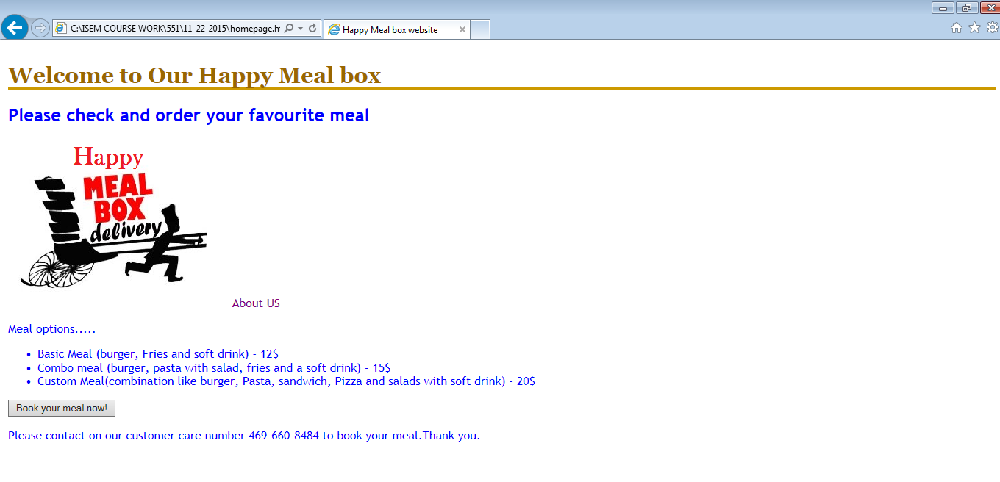 C:\ISEM COURSE WORK\551\11-22-2015\homepage.h
Happy Meal box website
Welcome to Our Happy Meal box
Please check and order your favourite meal
Happy
MEAL
BOX
delivery
About US
Meal options.....
Basic Meal (burger, Fries and soft drink) - 12$
Combo meal (burger, pasta with salad, fries and a soft drink) - 15$
Custom Meal(combination like burger, Pasta, sandwich, Pizza and salads with soft drink) - 20$
Book your meal now!
Please contact on our customer care number 469-660-8484 to book your meal.Thank you.